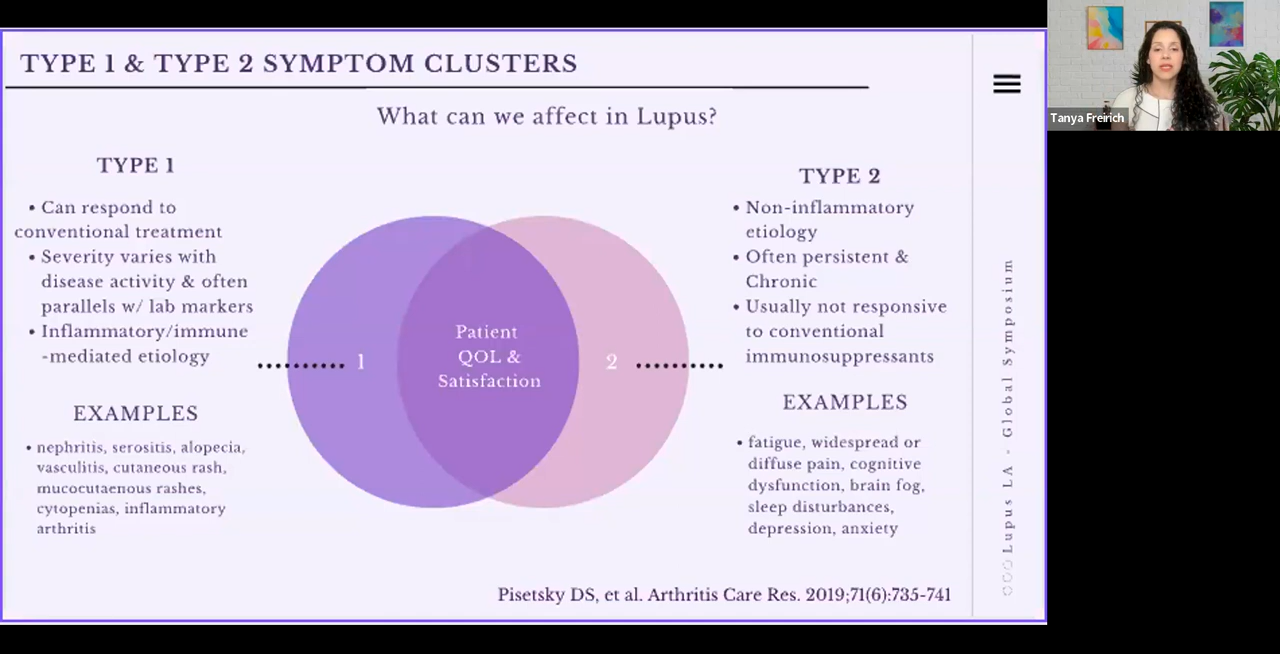 TYPE 1 & TYPE 2 SYMPTOM CLUSTERS
What can we affect in Lupus?
TYPE 1
• Can respond to
conventional treatment
• Severity varies with
disease activity & often
parallels w/ lab markers
• Inflammatory/immune
-mediated etiology
EXAMPLES
• nephritis, serositis, alopecia,
vasculitis, cutaneous rash,
mucocutaenous rashes,
cytopenias, inflammatory
arthritis
1
Patient
QOL &
Satisfaction
2
TYPE 2
• Non-inflammatory
etiology
• Often persistent &
Chronic
• Usually not responsive
to conventional
immunosuppressants
EXAMPLES
• fatigue, widespread or
diffuse pain, cognitive
dysfunction, brain fog,
sleep disturbances,
depression, anxiety
Pisetsky DS, et al. Arthritis Care Res. 2019;71(6):735-741
Lupus LA - Global Symposium
Tanya Freirich